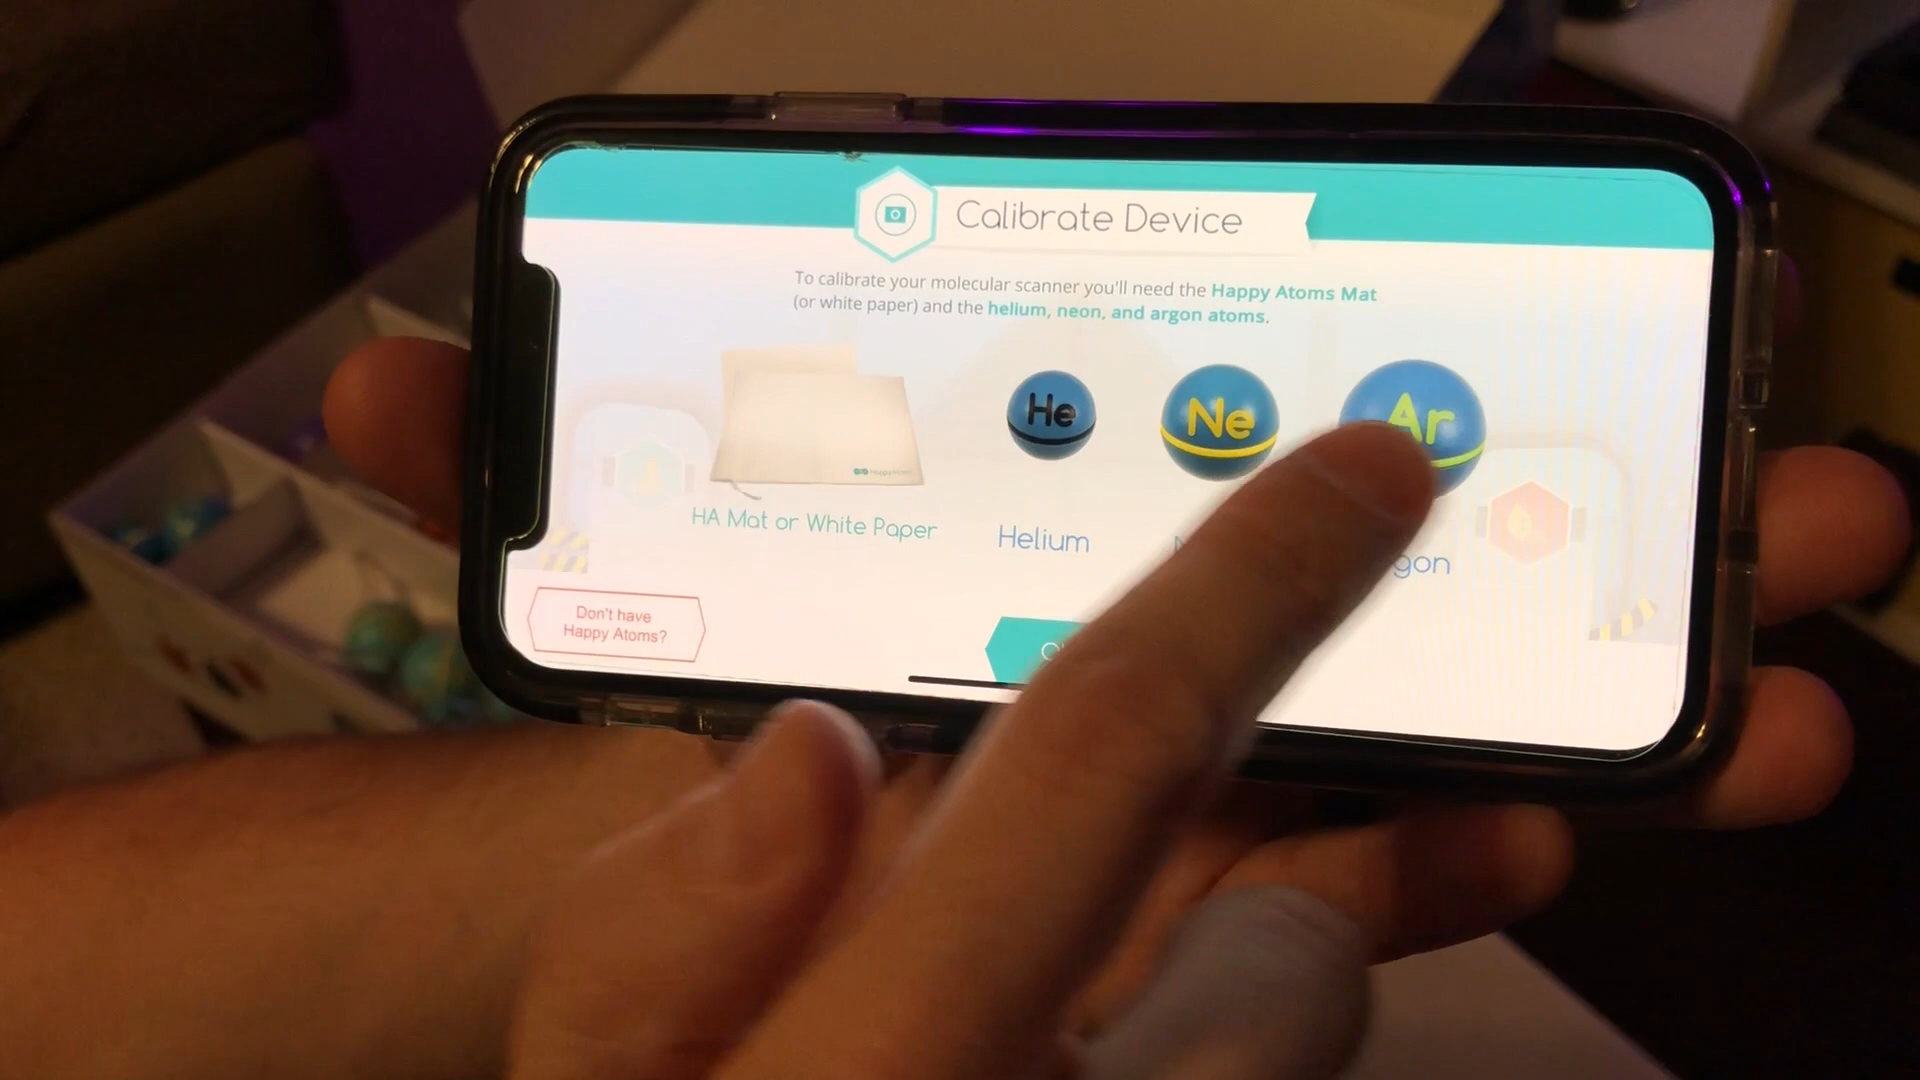 Calibrate Device
To calibrate your molecular scanner you'll need the Happy Atoms Mat
(or white paper) and the helium, neon, and argon atoms.
He
Ne
Ar
HA Mat or White Paper
Helium
gon
Don't have
Happy Atoms?